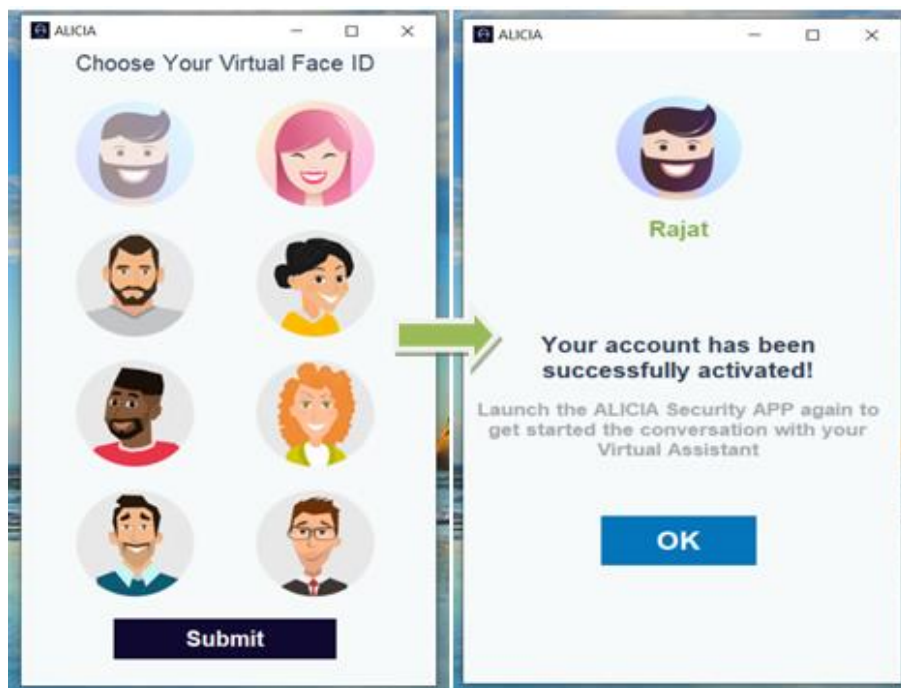 ALICIA
Choose Your Virtual Face ID
Submit
ALICIA
Rajat
Your account has been
successfully activated!
Launch the ALICIA Security APP again to
get started the conversation with your
Virtual Assistant
OK